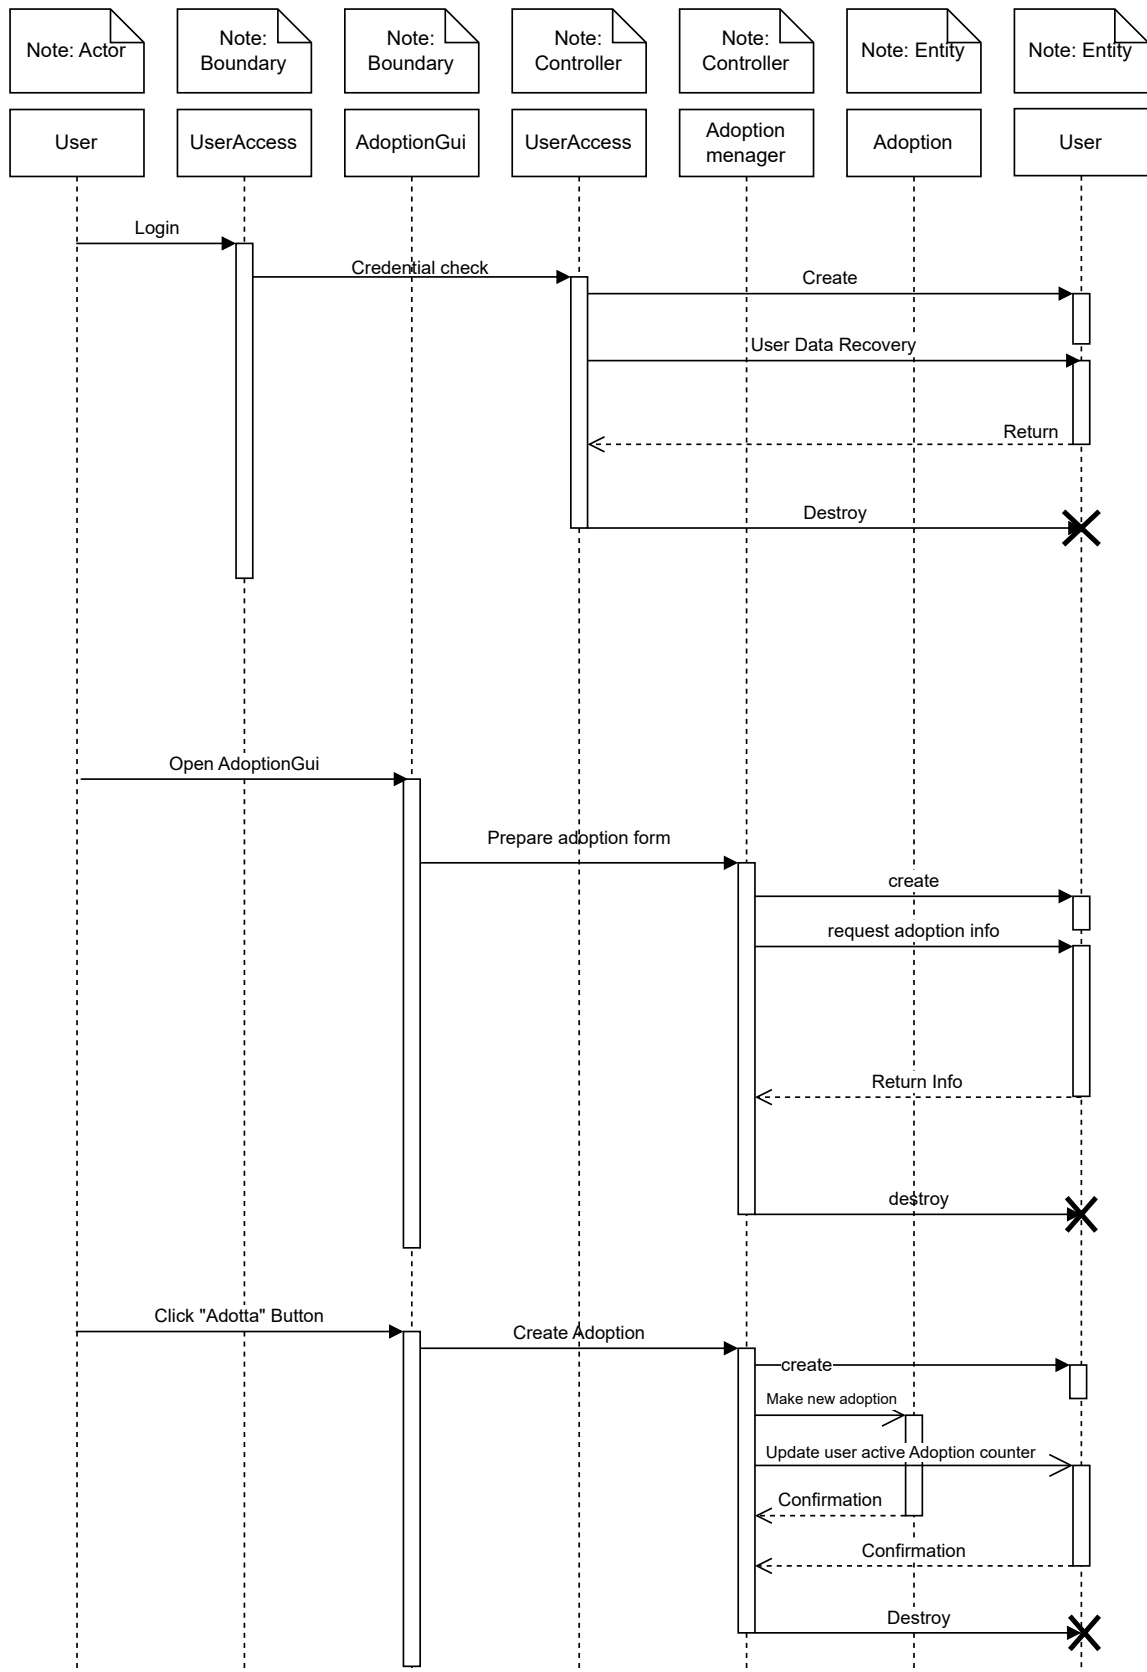 Note: Actor
Note:
Boundary
Note:
Boundary
Note:
Controller
Note:
Controller
Note: Entity
Note: Entity
User
UserAccess
AdoptionGui
UserAccess
Adoption
menager
Adoption
User
Login
Credential check
Create
User Data Recovery
Return
Destroy
Open AdoptionGui
Prepare adoption form
create
request adoption info
Return Info
destroy
Click "Adotta" Button
Create Adoption
create
Make new adoption
Update user active Adoption counter
Confirmation
Confirmation
Destroy